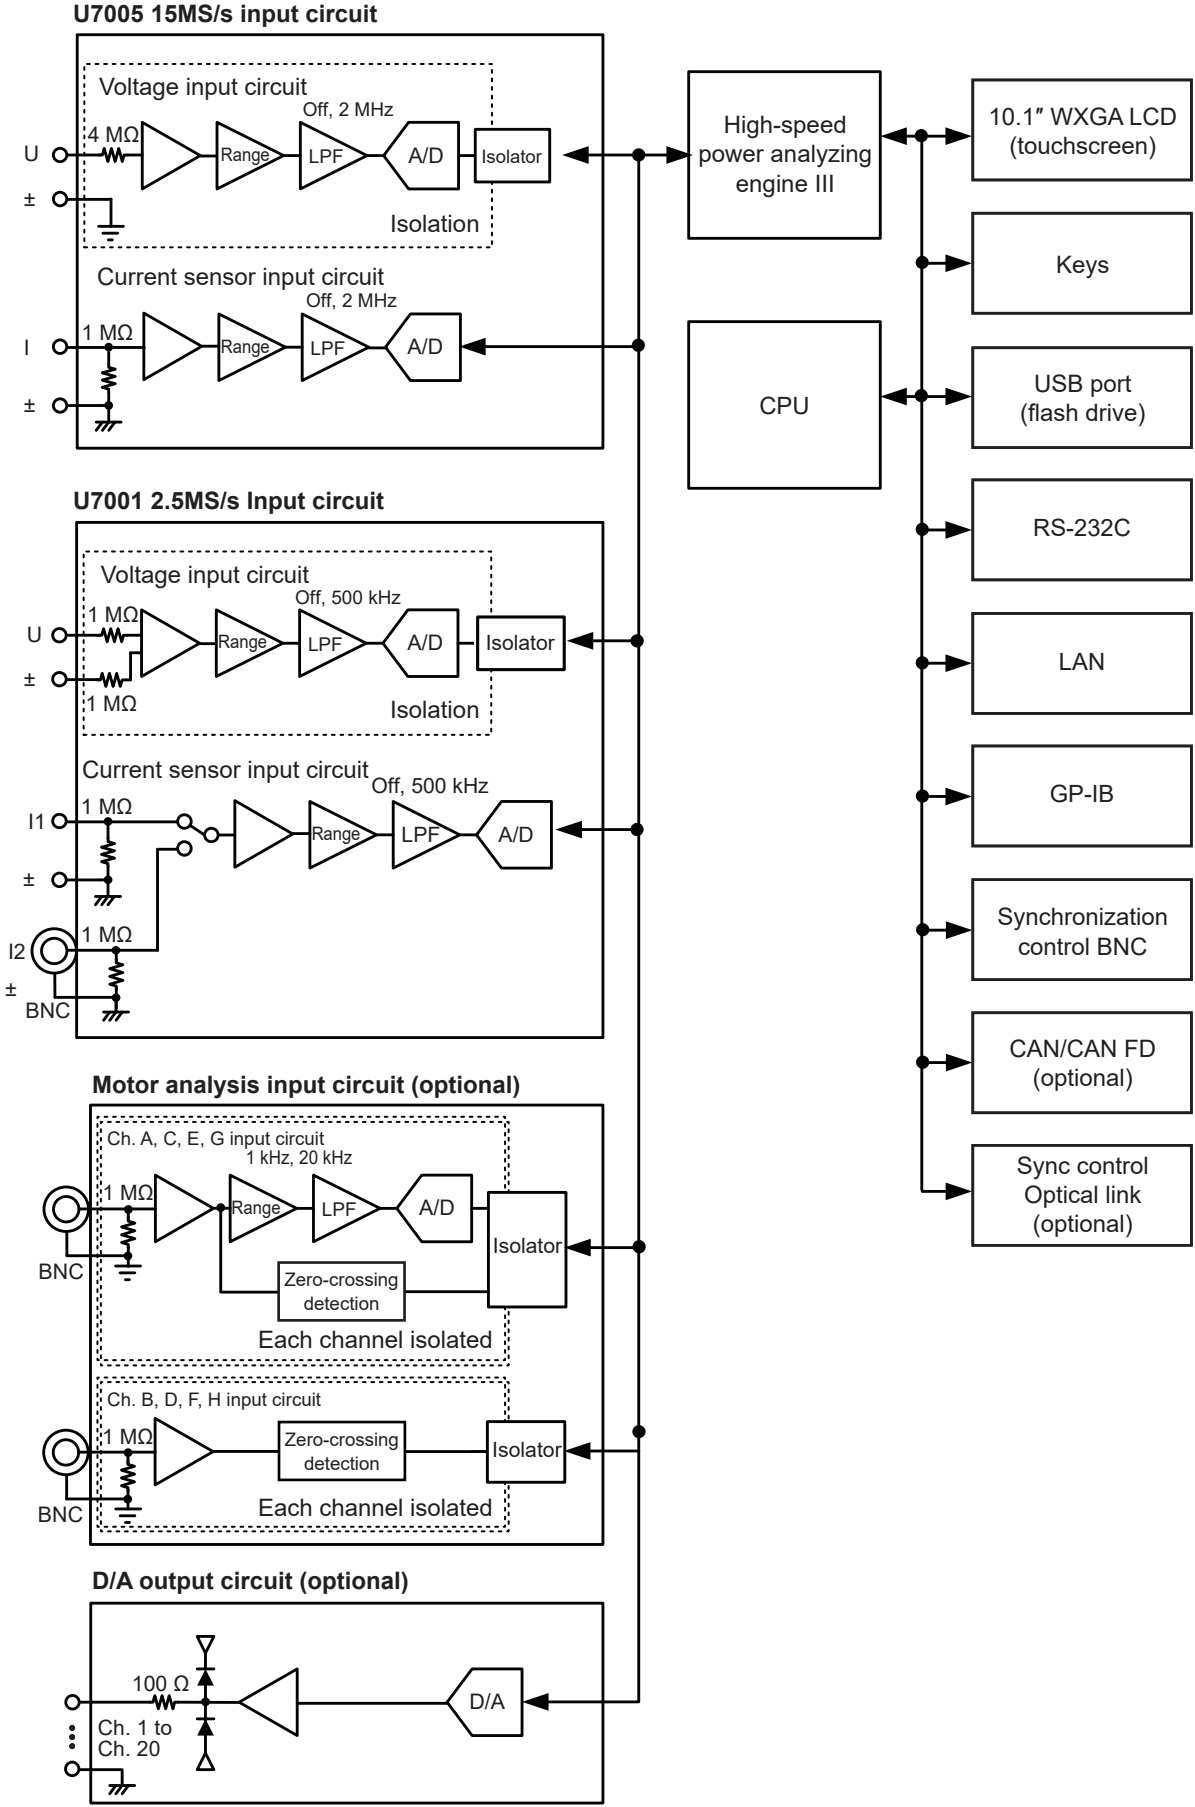 U7005 15MS/s input circuit
Voltage input circuit
Off, 2 MHz
4 MΩ
U
Range
LPF
A/D
Isolator
±
Isolation
Current sensor input circuit
Off, 2 MHz
1 MΩ
I
Range
LPF
A/D
±
U7001 2.5MS/s Input circuit
Voltage input circuit
Off, 500 kHz
1 MΩ
U
Range
LPF
A/D
Isolator
±
1 MΩ
Isolation
Current sensor input circuit
Off, 500 kHz
1 MΩ
I1
Range
LPF
A/D
±
1 MΩ
I2
±
BNC
Motor analysis input circuit (optional)
Ch. A, C, E, G input circuit
1 kHz, 20 kHz
1 MΩ
Range
LPF
A/D
Isolator
BNC
Zero-crossing
detection
Each channel isolated
Ch. B, D, F, H input circuit
1 MΩ
Zero-crossing
detection
Isolator
BNC
Each channel isolated
D/A output circuit (optional)
100 Ω
D/A
Ch. 1 to
Ch. 20
High-speed
power analyzing
engine III
CPU
10.1″ WXGA LCD
(touchscreen)
Keys
USB port
(flash drive)
RS-232C
LAN
GP-IB
Synchronization
control BNC
CAN/CAN FD
(optional)
Sync control
Optical link
(optional)